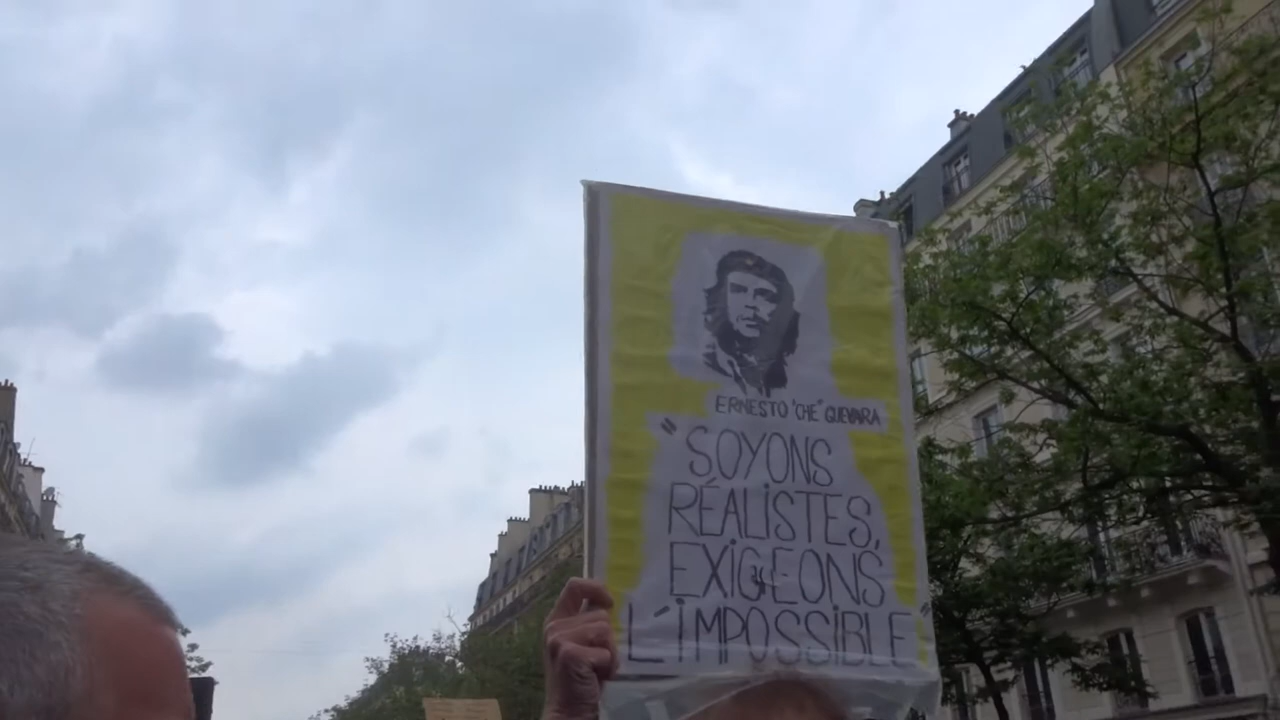 ERNESTO "CHE" GUEVARA
"SOYONS
RÉALISTES,
EXIGEONS
L'IMPOSSIBLE"